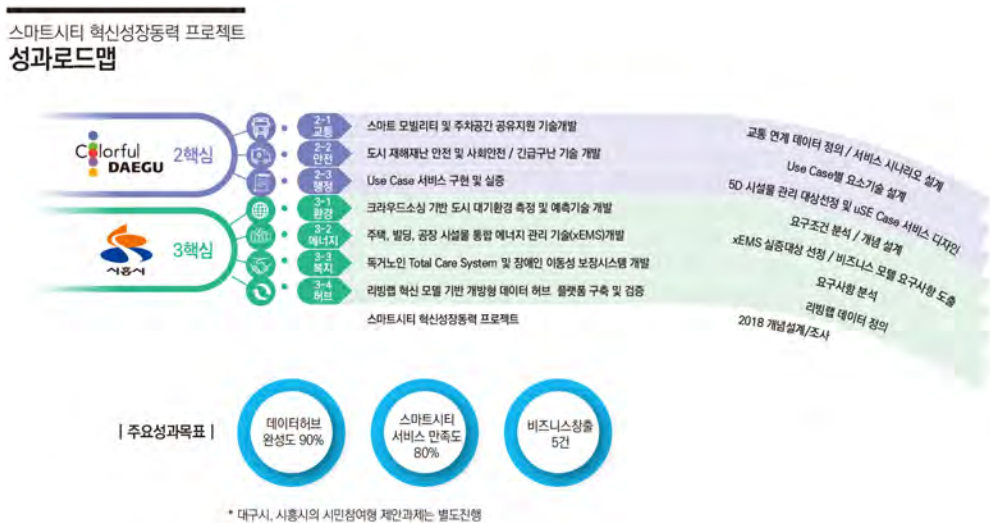 스마트시티 혁신성장동력 프로젝트
성과로드맵
Colorful
DAEGU
2핵심
2-1
교통
스마트 모빌리티 및 주차공간 공유지원 기술개발
교통 연계 데이터 정의 / 서비스 시나리오 설계
2-2
안전
도시 재해재난 안전 및 사회안전 / 긴급구난 기술 개발
Use Case별 요소기술 설계
2-3
행정
Use Case 서비스 구현 및 실증
5D 시설물 관리 대상선정 및 uSE Case 서비스 디자인
시흥시
3핵심
3-1
환경
크라우드소싱 기반 도시 대기환경 측정 및 예측기술 개발
요구조건 분석 / 개념 설계
3-2
에너지
주택, 빌딩, 공장 시설물 통합 에너지 관리 기술(xEMS)개발
xEMS 실증대상 선정 / 비즈니스 모델 요구사항 도출
3-3
복지
독거노인 Total Care System 및 장애인 이동성 보장시스템 개발
요구사항 분석
3-4
허브
리빙랩 혁신 모델 기반 개방형 데이터 허브 플랫폼 구축 및 검증
리빙랩 데이터 정의
스마트시티 혁신성장동력 프로젝트
2018 개념설계/조사
| 주요성과목표 |
데이터허브
완성도 90%
스마트시티
서비스 만족도
80%
비즈니스창출
5건
* 대구시, 시흥시의 시민참여형 제안과제는 별도진행